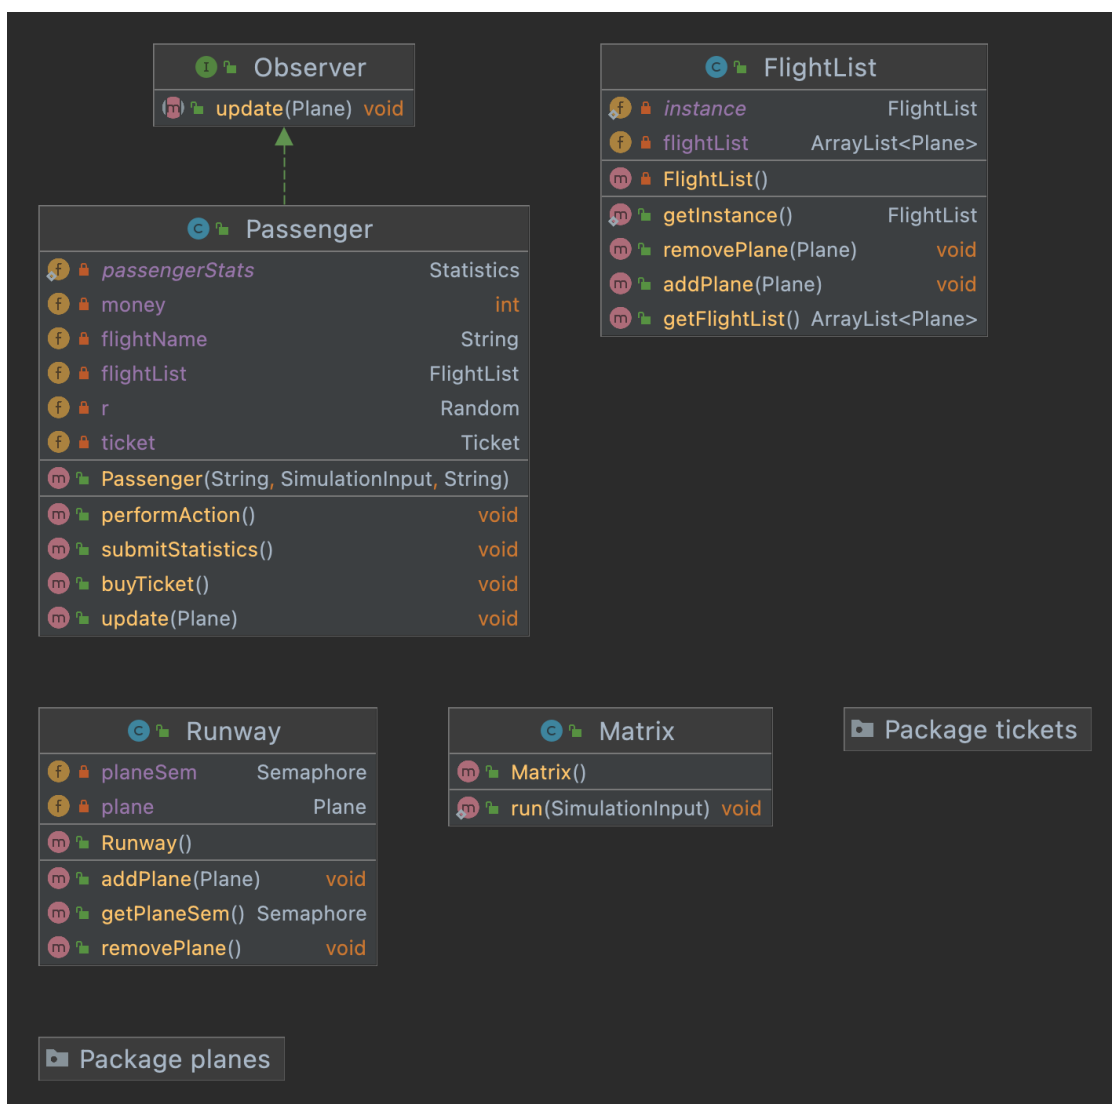 Observer
update(Plane) void
FlightList
instance FlightList
flightList ArrayList<Plane>
FlightList()
getInstance() FlightList
removePlane(Plane) void
addPlane(Plane) void
getFlightList() ArrayList<Plane>
Passenger
passengerStats Statistics
money int
flightName String
flightList FlightList
r Random
ticket Ticket
Passenger(String, SimulationInput, String)
performAction() void
submitStatistics() void
buyTicket() void
update(Plane) void
Runway
planeSem Semaphore
plane Plane
Runway()
addPlane(Plane) void
getPlaneSem() Semaphore
removePlane() void
Matrix
Matrix()
run(SimulationInput) void
Package tickets
Package planes